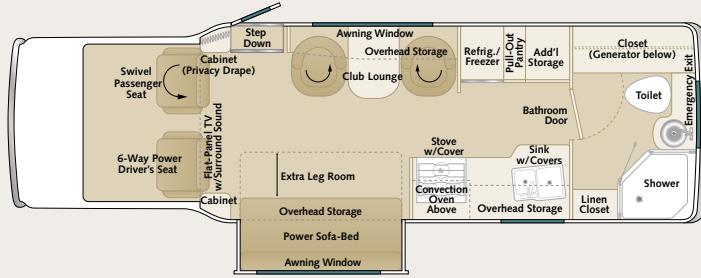 Step
Down
Awning Window
Cabinet
(Privacy Drape)
Overhead Storage
Club Lounge
Refrig./
Freezer
Pull-Out
Pantry
Add'l
Storage
Closet
(Generator below)
Emergency Exit
Swivel
Passenger
Seat
Toilet
Bathroom
Door
Flat-Panel TV
w/Surround Sound
6-Way Power
Driver's Seat
Extra Leg Room
Stove
w/Cover
Sink
w/Covers
Convection
Oven
Above
Shower
Cabinet
Overhead Storage
Overhead Storage
Linen
Closet
Power Sofa-Bed
Awning Window